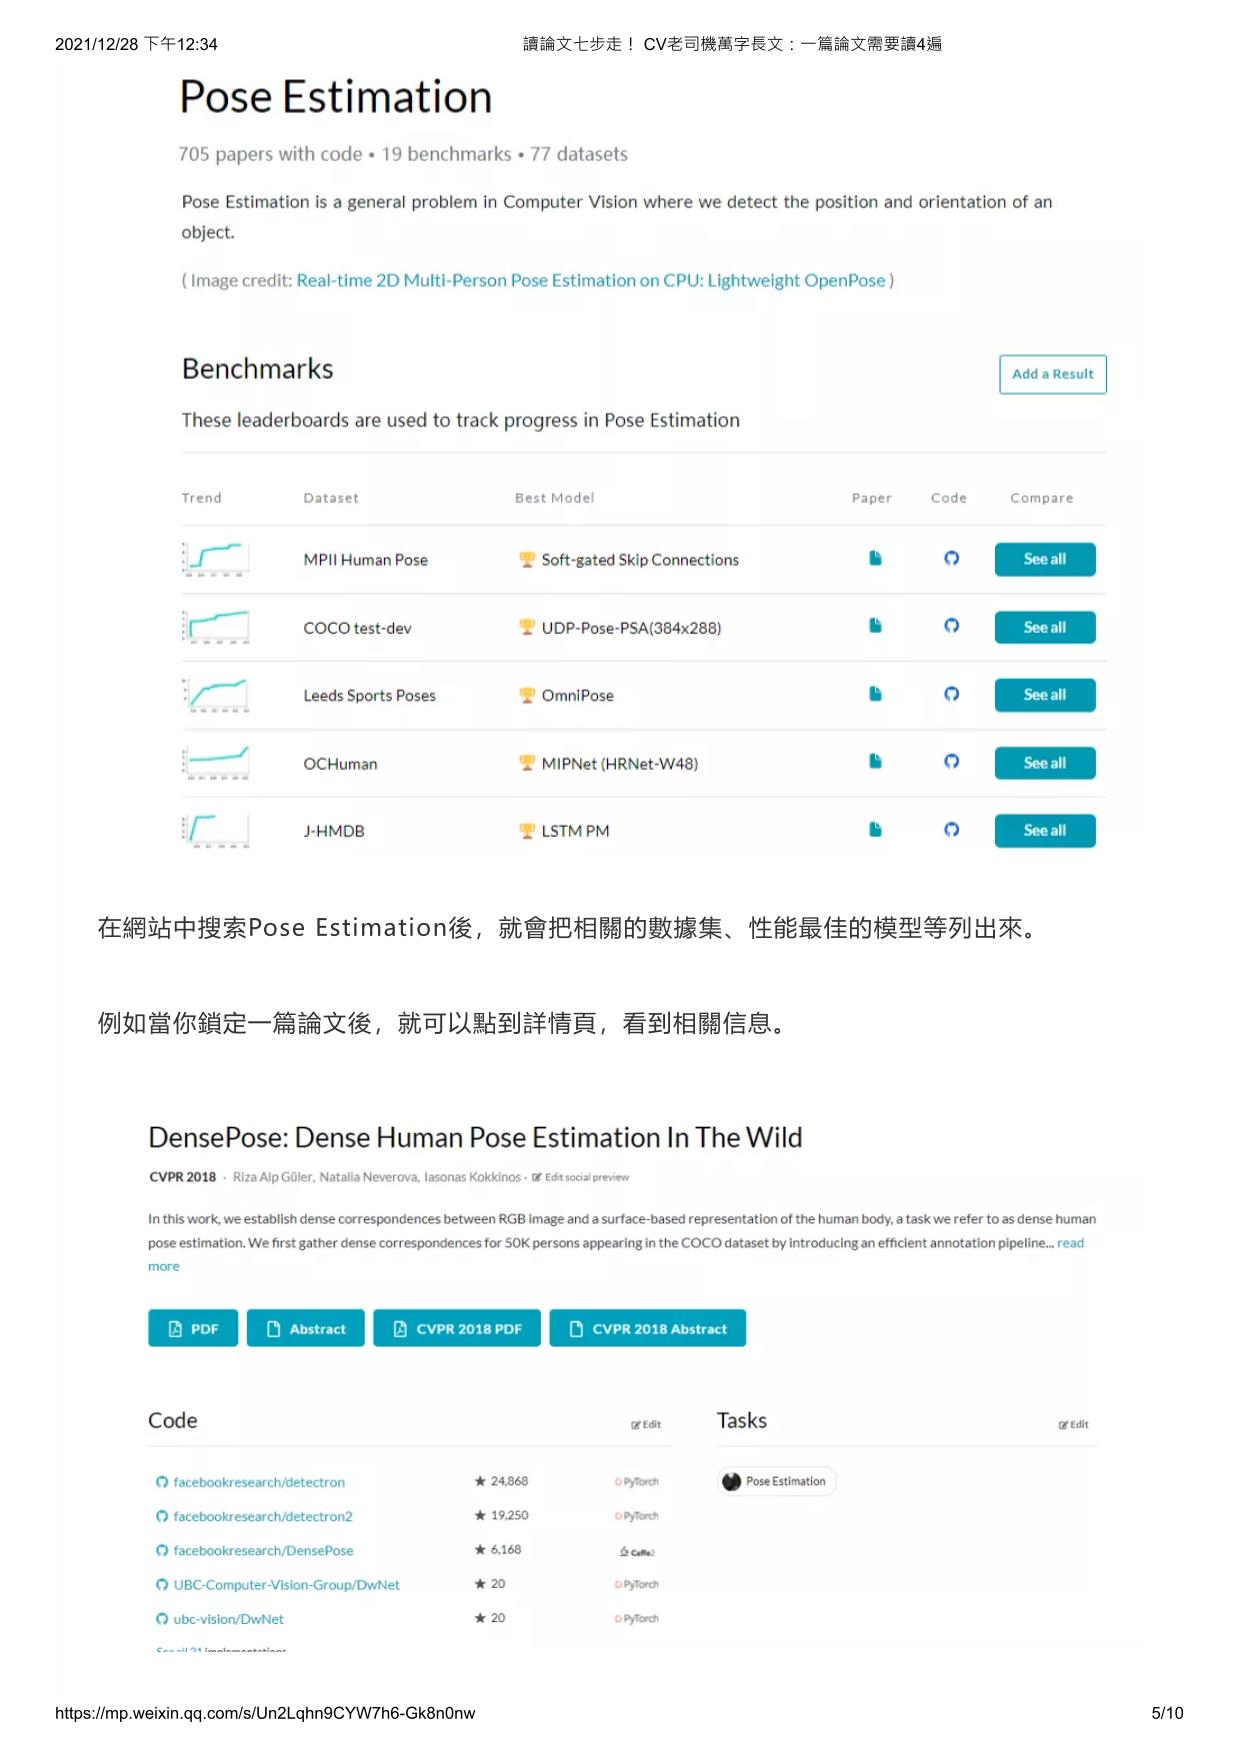 2021/12/28 下午12:34
讀論文七步走！ CV老司機萬字長文：一篇論文需要讀4遍
Pose Estimation
705 papers with code • 19 benchmarks • 77 datasets
Pose Estimation is a general problem in Computer Vision where we detect the position and orientation of an
object.
( Image credit: Real-time 2D Multi-Person Pose Estimation on CPU: Lightweight OpenPose )
Benchmarks
Add a Result
These leaderboards are used to track progress in Pose Estimation
Trend Dataset Best Model Paper Code Compare
MPII Human Pose Soft-gated Skip Connections See all
COCO test-dev UDP-Pose-PSA(384x288) See all
Leeds Sports Poses OmniPose See all
OCHuman MIPNet (HRNet-W48) See all
J-HMDB LSTM PM See all
在網站中搜索Pose Estimation後，就會把相關的數據集、性能最佳的模型等列出來。
例如當你鎖定一篇論文後，就可以點到詳情頁，看到相關信息。
DensePose: Dense Human Pose Estimation In The Wild
CVPR 2018 · Riza Alp Güler, Natalia Neverova, Iasonas Kokkinos · Edit social preview
In this work, we establish dense correspondences between RGB image and a surface-based representation of the human body, a task we refer to as dense human
pose estimation. We first gather dense correspondences for 50K persons appearing in the COCO dataset by introducing an efficient annotation pipeline... read
more
PDF Abstract CVPR 2018 PDF CVPR 2018 Abstract
Code Edit
facebookresearch/detectron ★ 24,868 PyTorch
facebookresearch/detectron2 ★ 19,250 PyTorch
facebookresearch/DensePose ★ 6,168 Caffe2
UBC-Computer-Vision-Group/DwNet ★ 20 PyTorch
ubc-vision/DwNet ★ 20 PyTorch
See all 21 implementations
Tasks Edit
Pose Estimation
https://mp.weixin.qq.com/s/Un2Lqhn9CYW7h6-Gk8n0nw
5/10